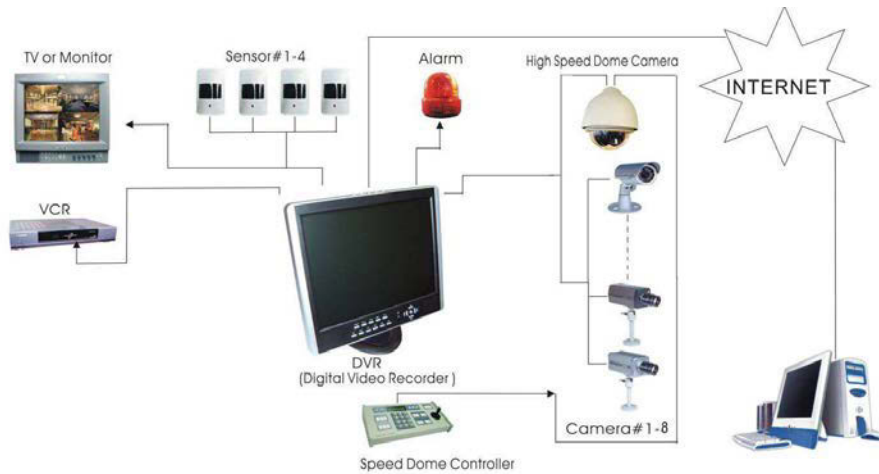 TV or Monitor
Sensor#1-4
Alarm
High Speed Dome Camera
INTERNET
VCR
DVR
(Digital Video Recorder)
Camera#1-8
Speed Dome Controller